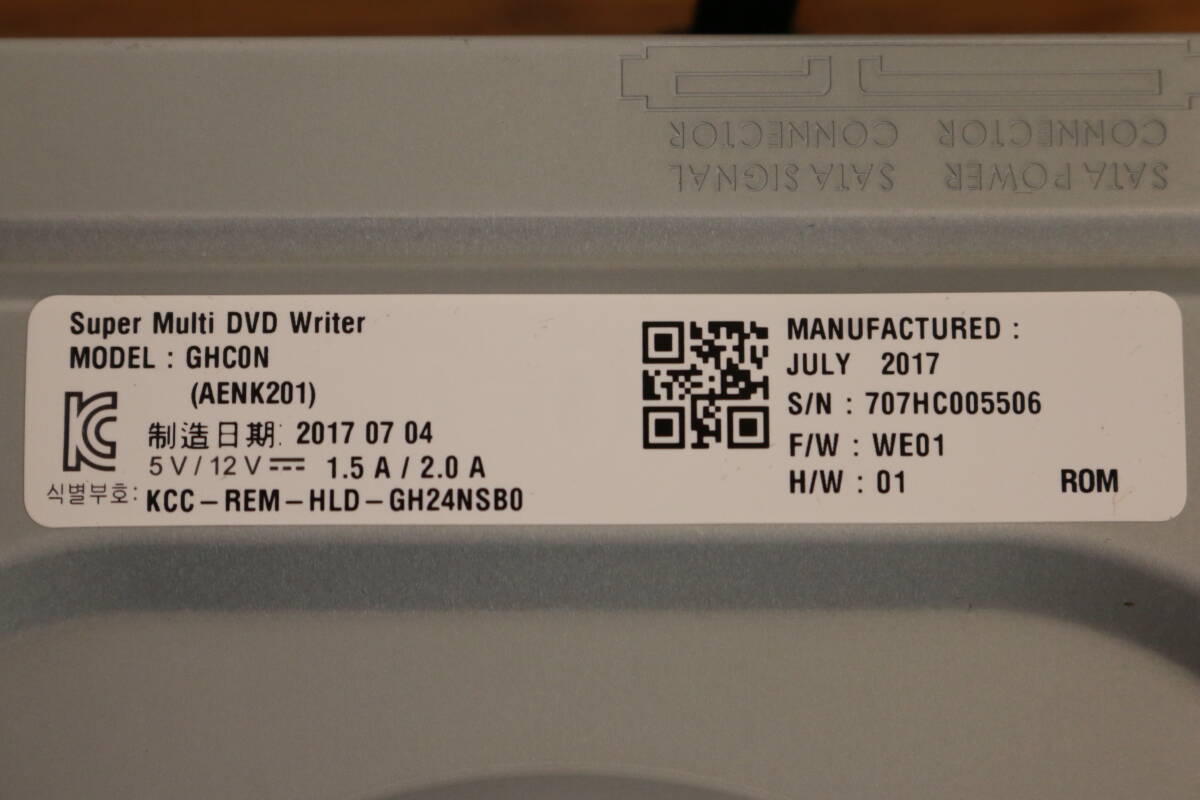 SATA SIGNAL CONNECTOR
SATA POWER CONNECTOR
Super Multi DVD Writer
MODEL : GHC0N
(AENK201)
制造日期: 2017 07 04
5 V / 12 V ⎓ 1.5 A / 2.0 A
식별부호: KCC-REM-HLD-GH24NSB0
MANUFACTURED :
JULY 2017
S/N : 707HC005506
F/W : WE01
H/W : 01 ROM